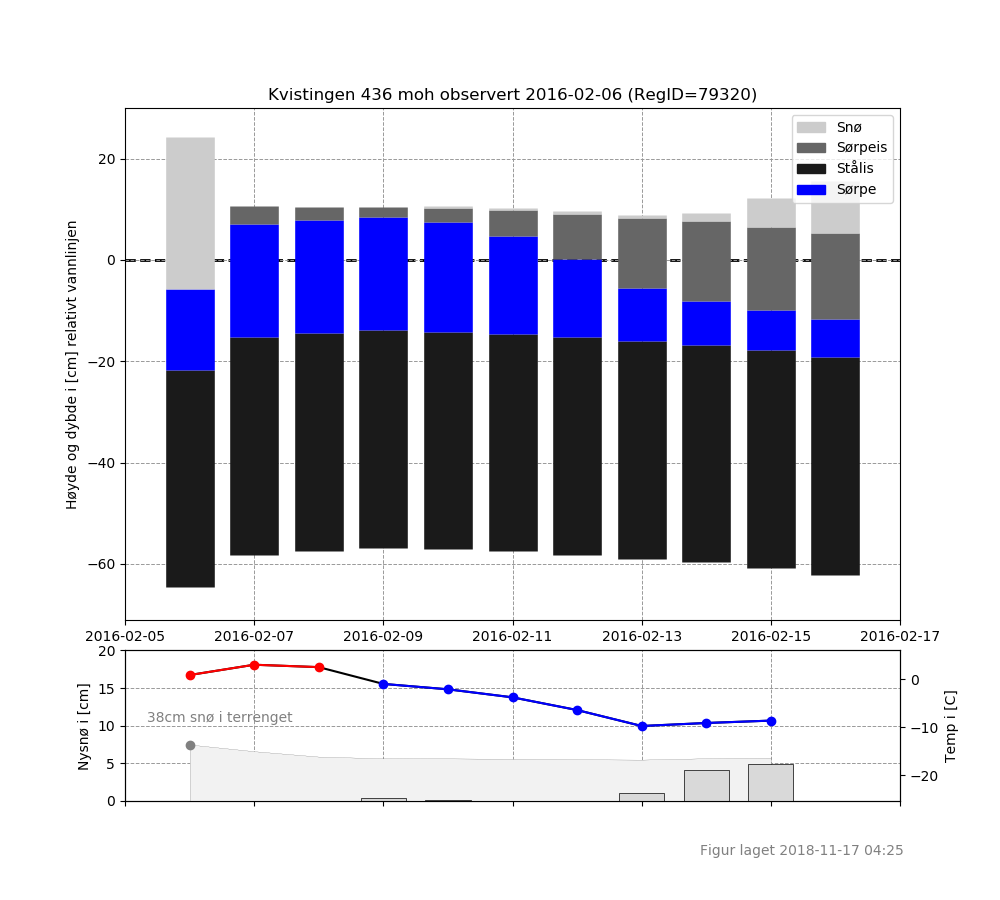 Kvistingen 436 moh observert 2016-02-06 (RegID=79320)
Høyde og dybde i [cm] relativt vannlinjen
20
0
−20
−40
−60
Snø
Sørpeis
Stålis
Sørpe
2016-02-05
2016-02-07
2016-02-09
2016-02-11
2016-02-13
2016-02-15
2016-02-17
Nysnø i [cm]
20
15
10
5
0
38cm snø i terrenget
0
−10
−20
Temp i [C]
Figur laget 2018-11-17 04:25